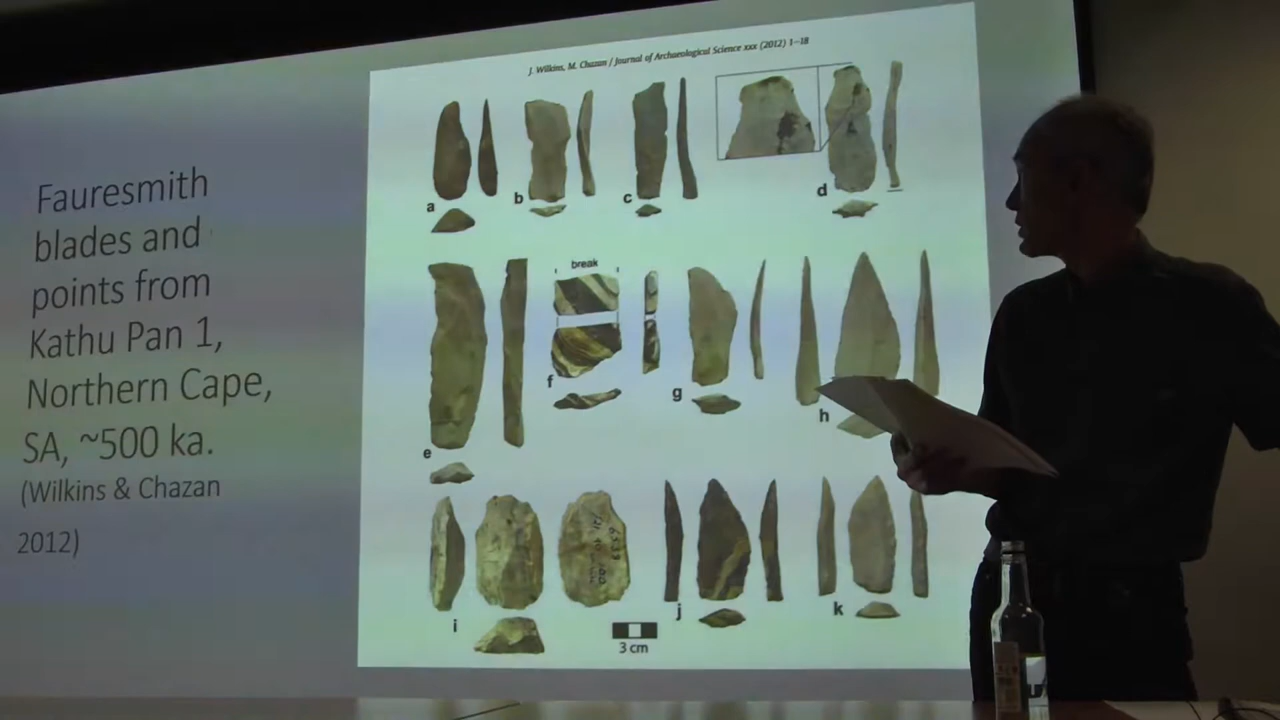 J. Wilkins, M. Chazan / Journal of Archaeological Science xxx (2012) 1–18
Fauresmith
blades and
points from
Kathu Pan 1,
Northern Cape,
SA, ~500 ka.
(Wilkins & Chazan
2012)
a
b
c
d
break
e
f
g
h
i
j
k
3 cm